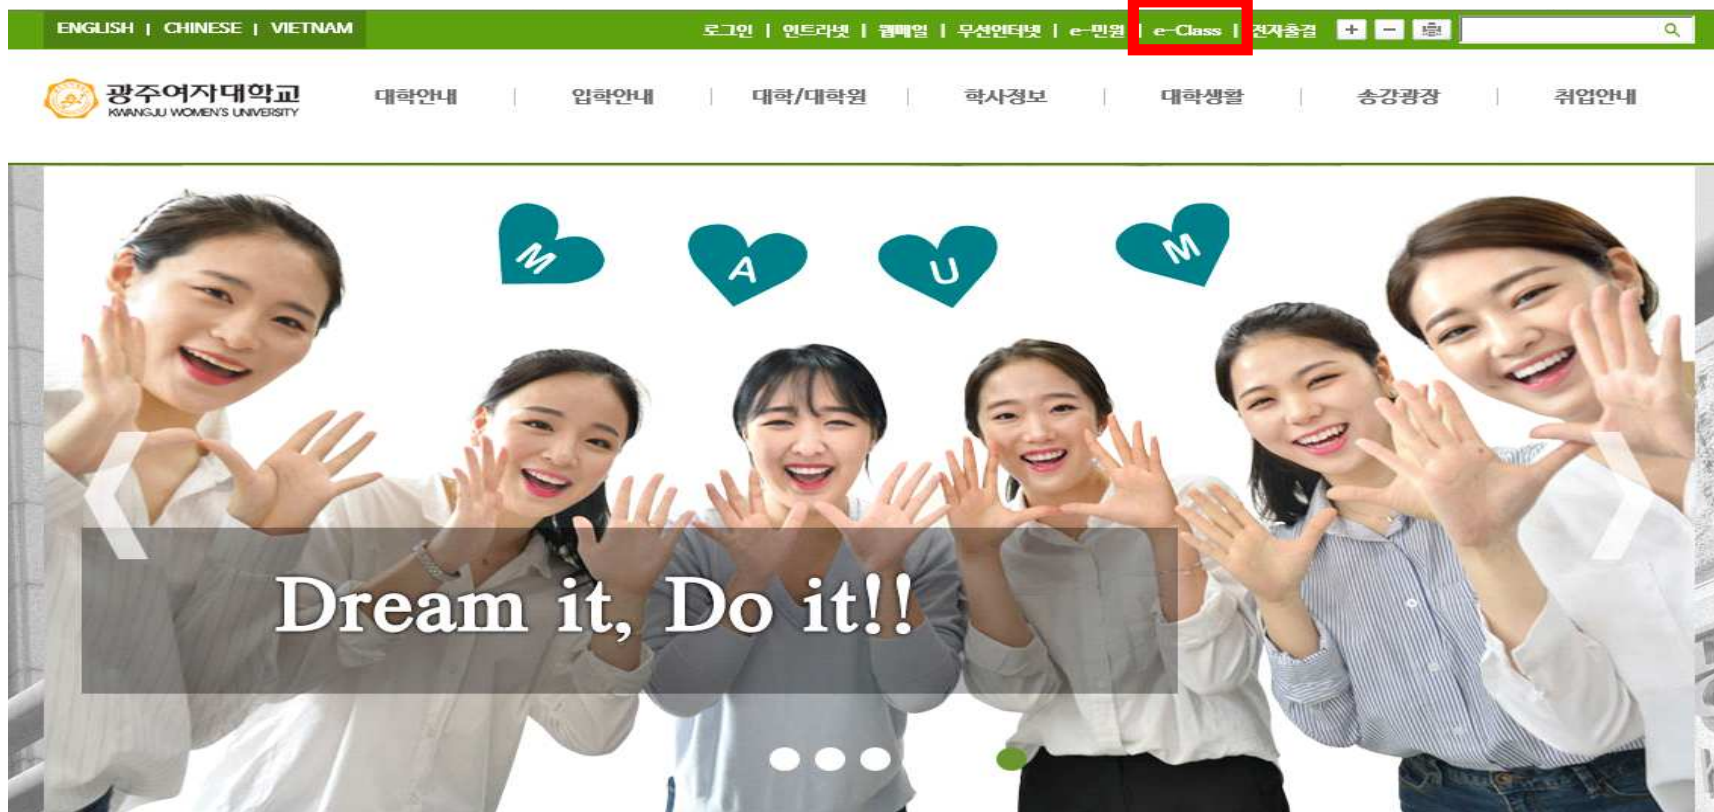 ENGLISH | CHINESE | VIETNAM
로그인 | 인트라넷 | 웹메일 | 무선인터넷 | e-민원 | e-Class | 전자출결
광주여자대학교
KWANGJU WOMEN'S UNIVERSITY
대학안내 | 입학안내 | 대학/대학원 | 학사정보 | 대학생활 | 송강광장 | 취업안내
M A U M
Dream it, Do it!!